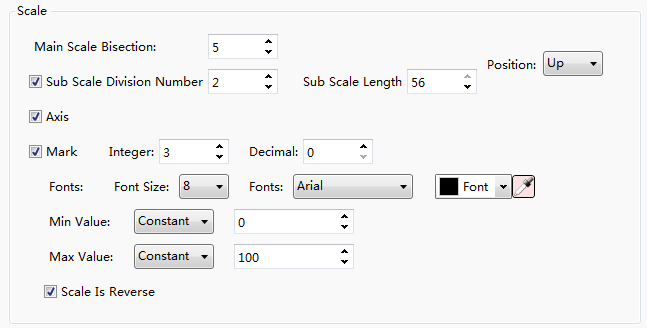 Scale
Main Scale Bisection: 5
Position: Up
Sub Scale Division Number 2 Sub Scale Length 56
Axis
Mark Integer: 3 Decimal: 0
Fonts: Font Size: 8 Fonts: Arial Font
Min Value: Constant 0
Max Value: Constant 100
Scale Is Reverse